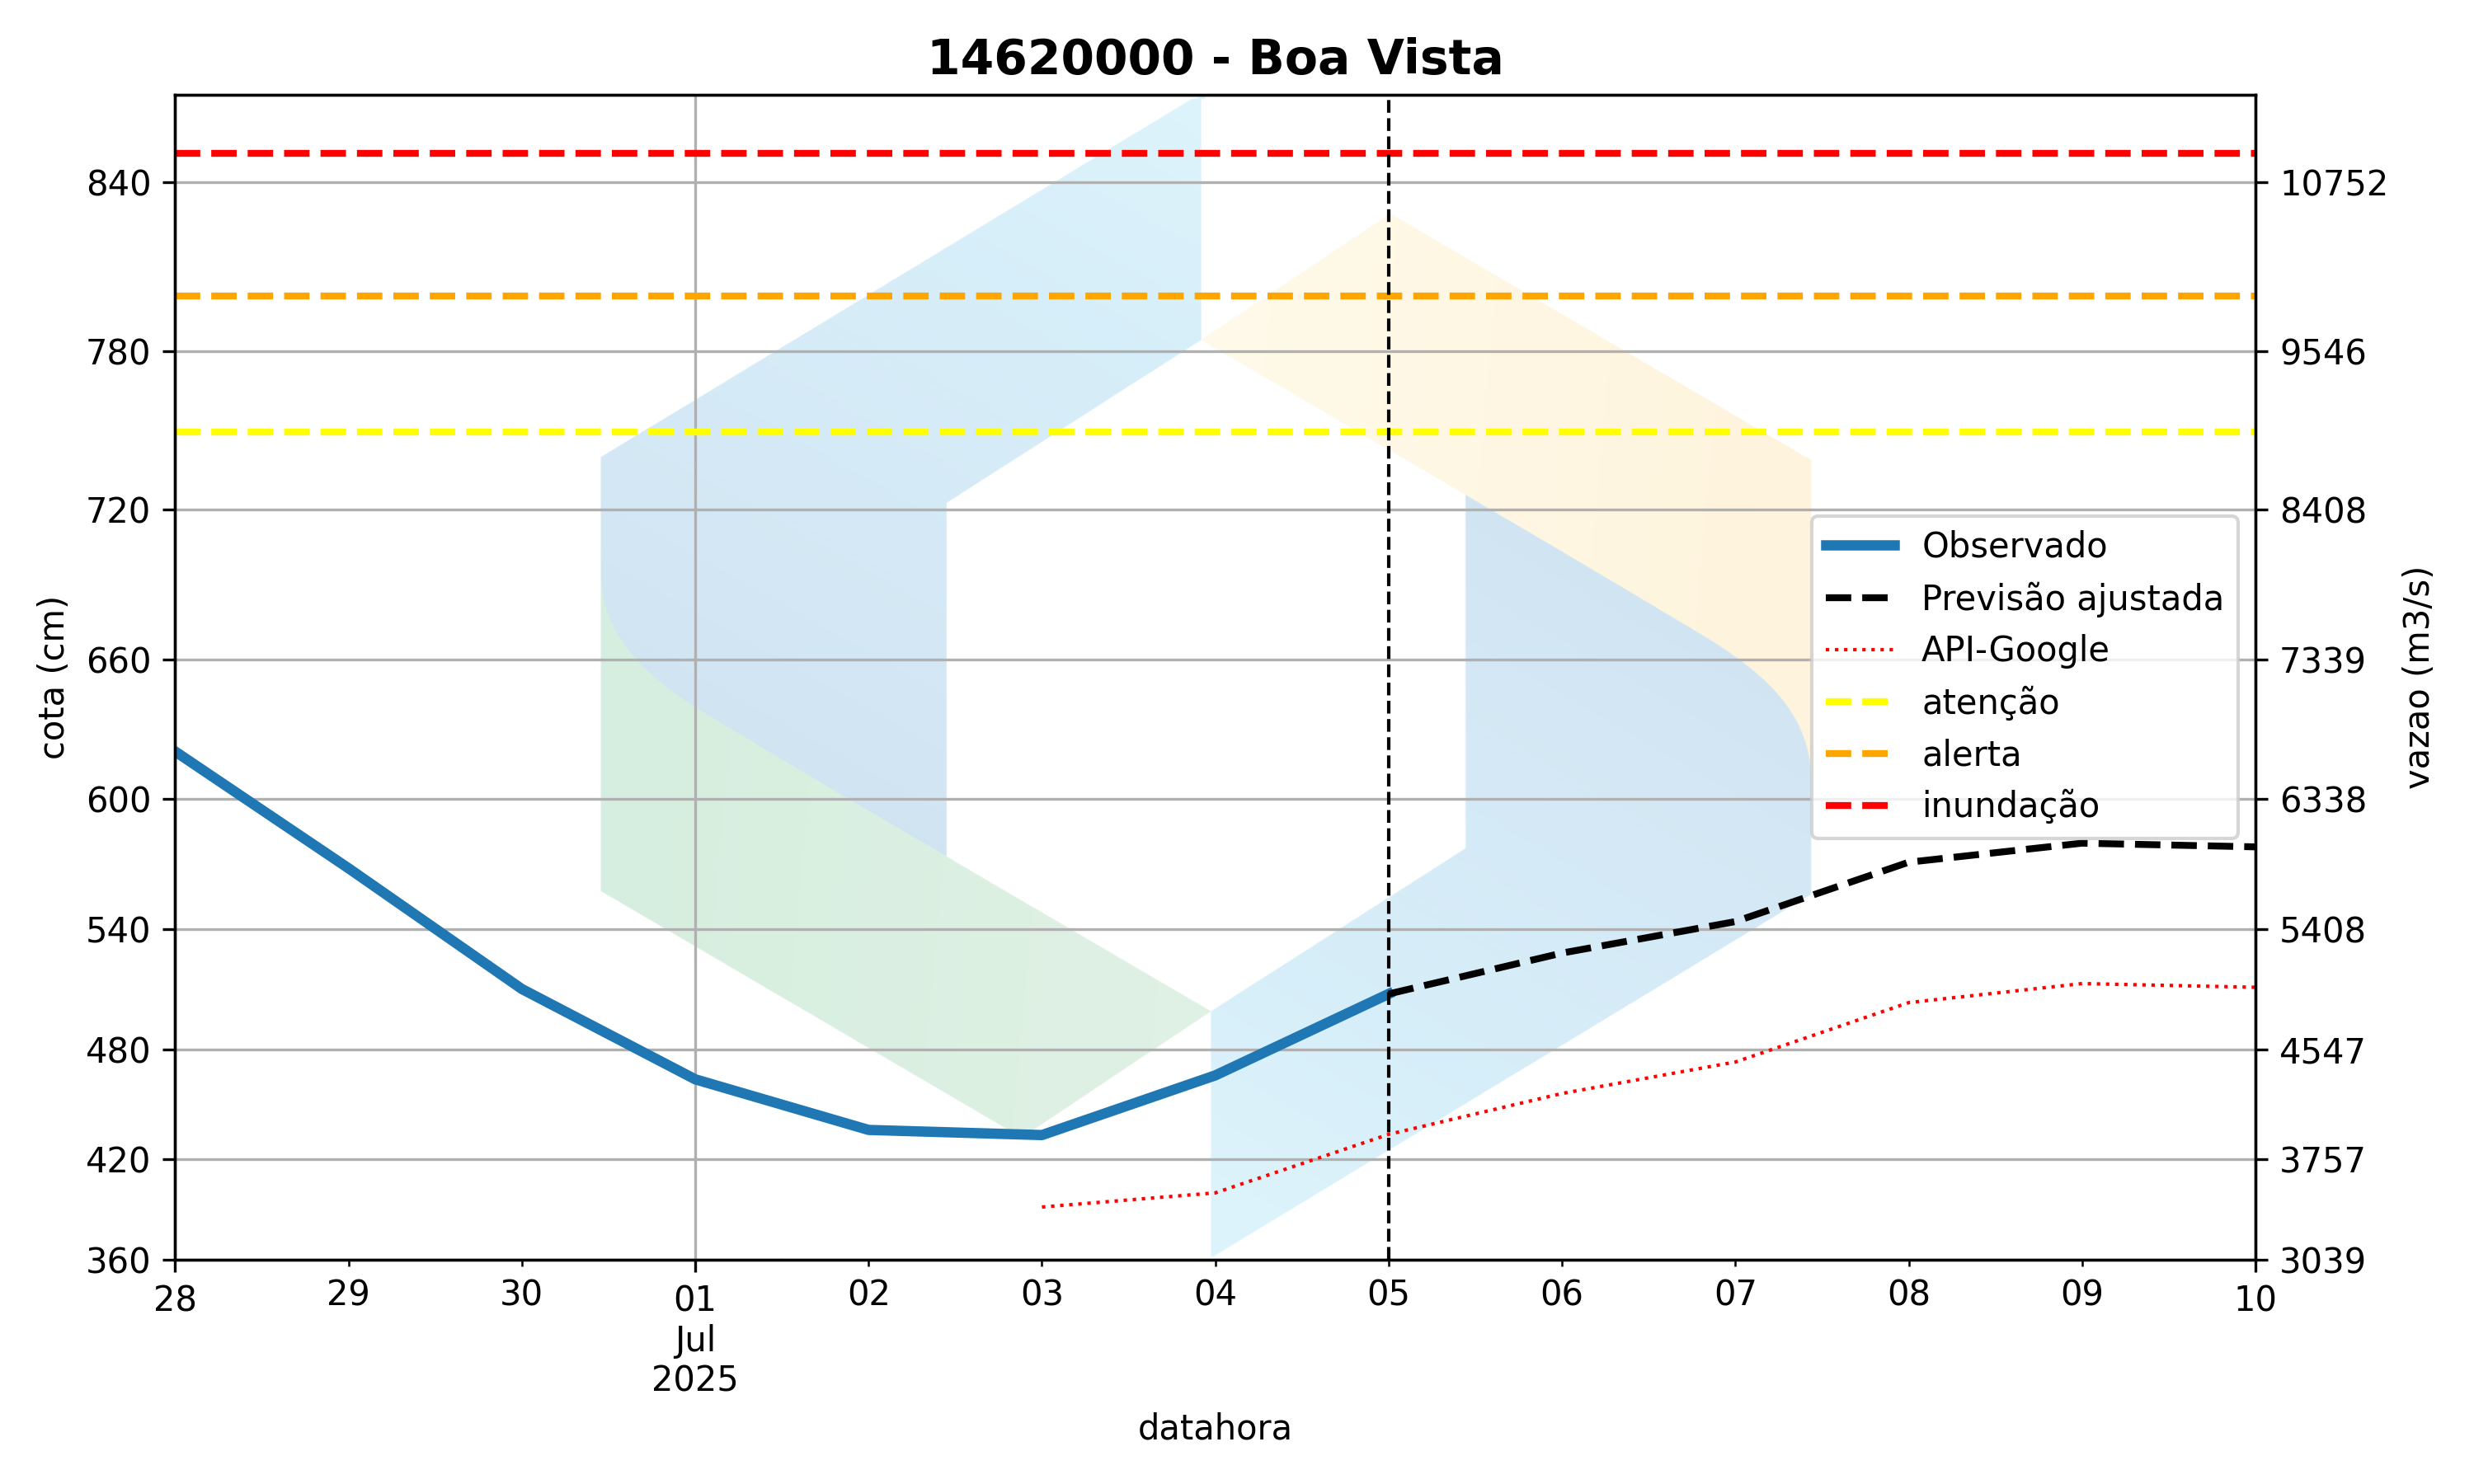 14620000 - Boa Vista
840
780
720
660
600
540
480
420
360
cota (cm)
10752
9546
8408
7339
6338
5408
4547
3757
3039
vazao (m3/s)
Observado
Previsão ajustada
API-Google
atenção
alerta
inundação
28 29 30 01 02 03 04 05 06 07 08 09 10
Jul
2025
datahora